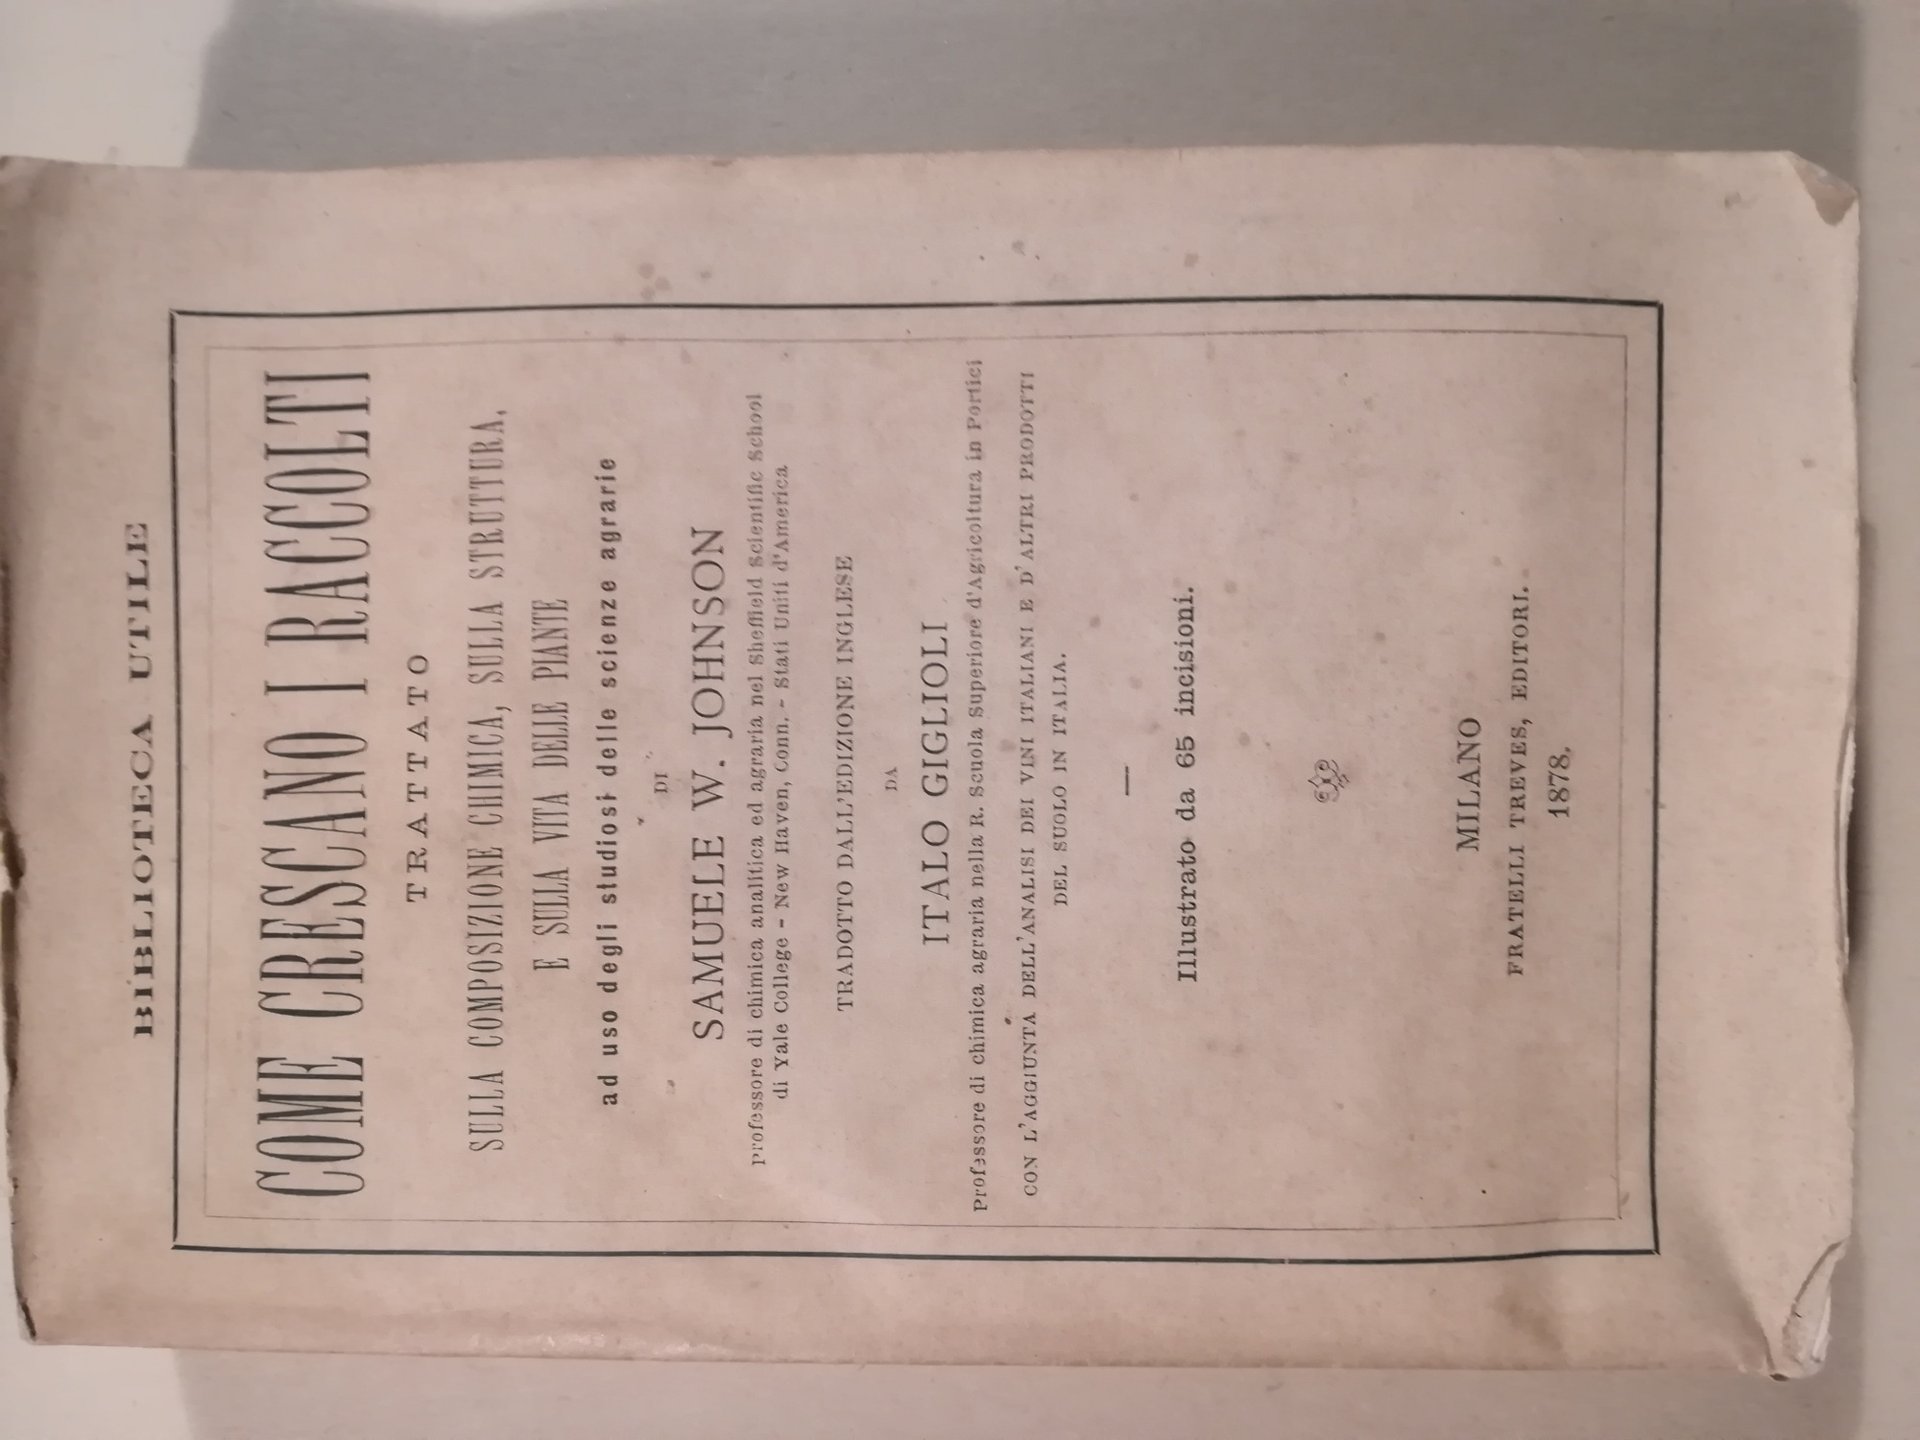 BIBLIOTECA UTILE
COME CRESCANO I RACCOLTI
TRATTATO
SULLA COMPOSIZIONE CHIMICA, SULLA STRUTTURA,
E SULLA VITA DELLE PIANTE
ad uso degli studiosi delle scienze agrarie
DI
SAMUELE W. JOHNSON
Professore di chimica analitica ed agraria nel Sheffield Scientific School
di Yale College - New Haven, Conn. - Stati Uniti d'America
TRADOTTO DALL'EDIZIONE INGLESE
DA
ITALO GIGLIOLI
Professore di chimica agraria nella R. Scuola Superiore d'Agricoltura in Portici
CON L'AGGIUNTA DELL'ANALISI DEI VINI ITALIANI E D'ALTRI PRODOTTI
DEL SUOLO IN ITALIA.
Illustrato da 65 incisioni.
MILANO
FRATELLI TREVES, EDITORI.
1878.